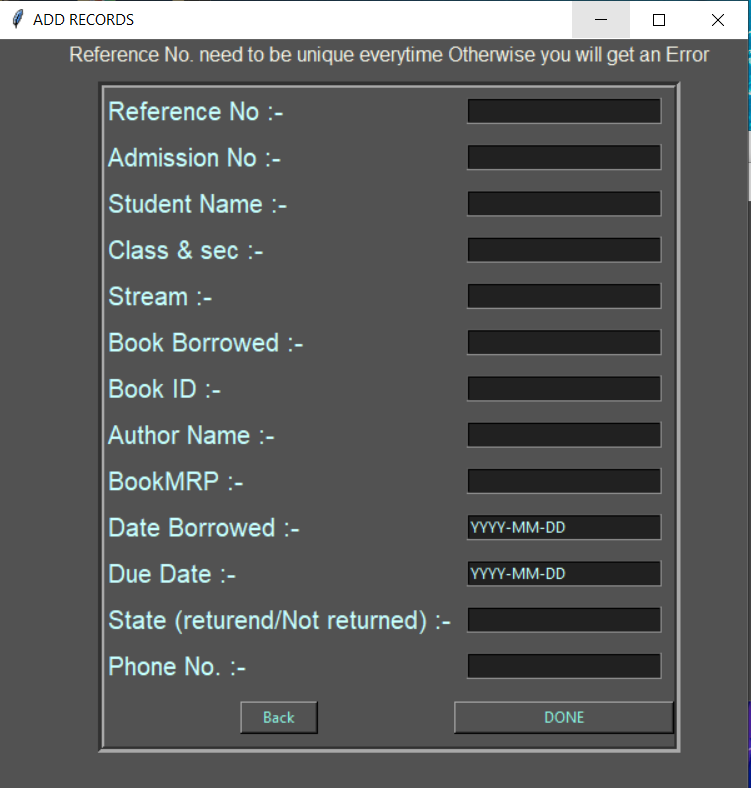 ADD RECORDS
Reference No. need to be unique everytime Otherwise you will get an Error
Reference No :-
Admission No :-
Student Name :-
Class & sec :-
Stream :-
Book Borrowed :-
Book ID :-
Author Name :-
BookMRP :-
Date Borrowed :- YYYY-MM-DD
Due Date :- YYYY-MM-DD
State (returend/Not returned) :-
Phone No. :-
Back DONE